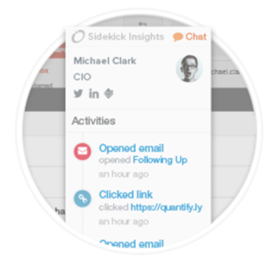 Sidekick Insights Chat
Michael Clark
CIO
Activities
Opened email
opened Following Up
an hour ago
Clicked link
clicked https://quantify.ly
an hour ago
Opened email